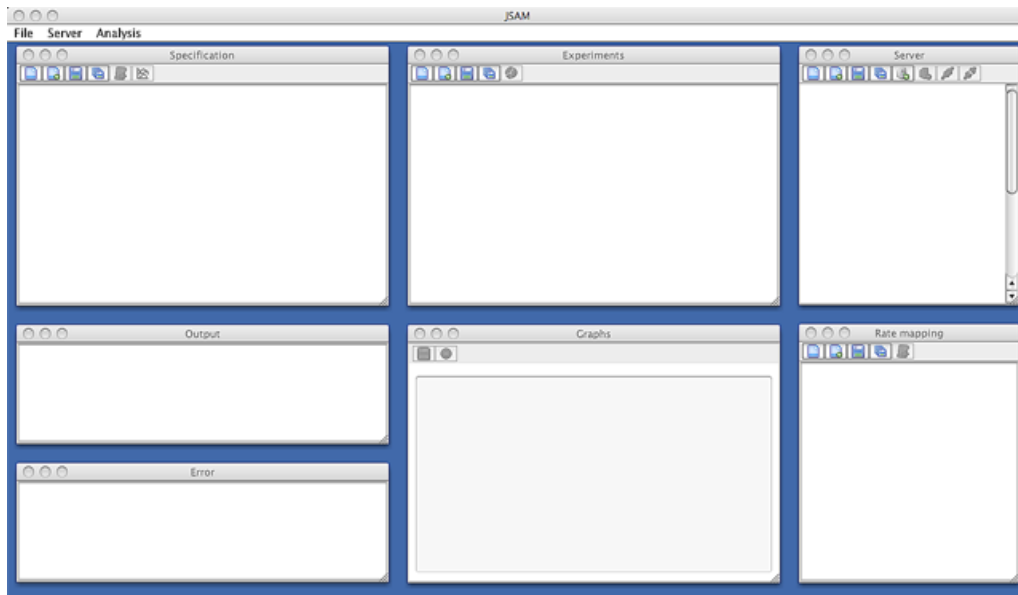 JSAM
File Server Analysis
Specification
Experiments
Server
Output
Graphs
Rate mapping
Error